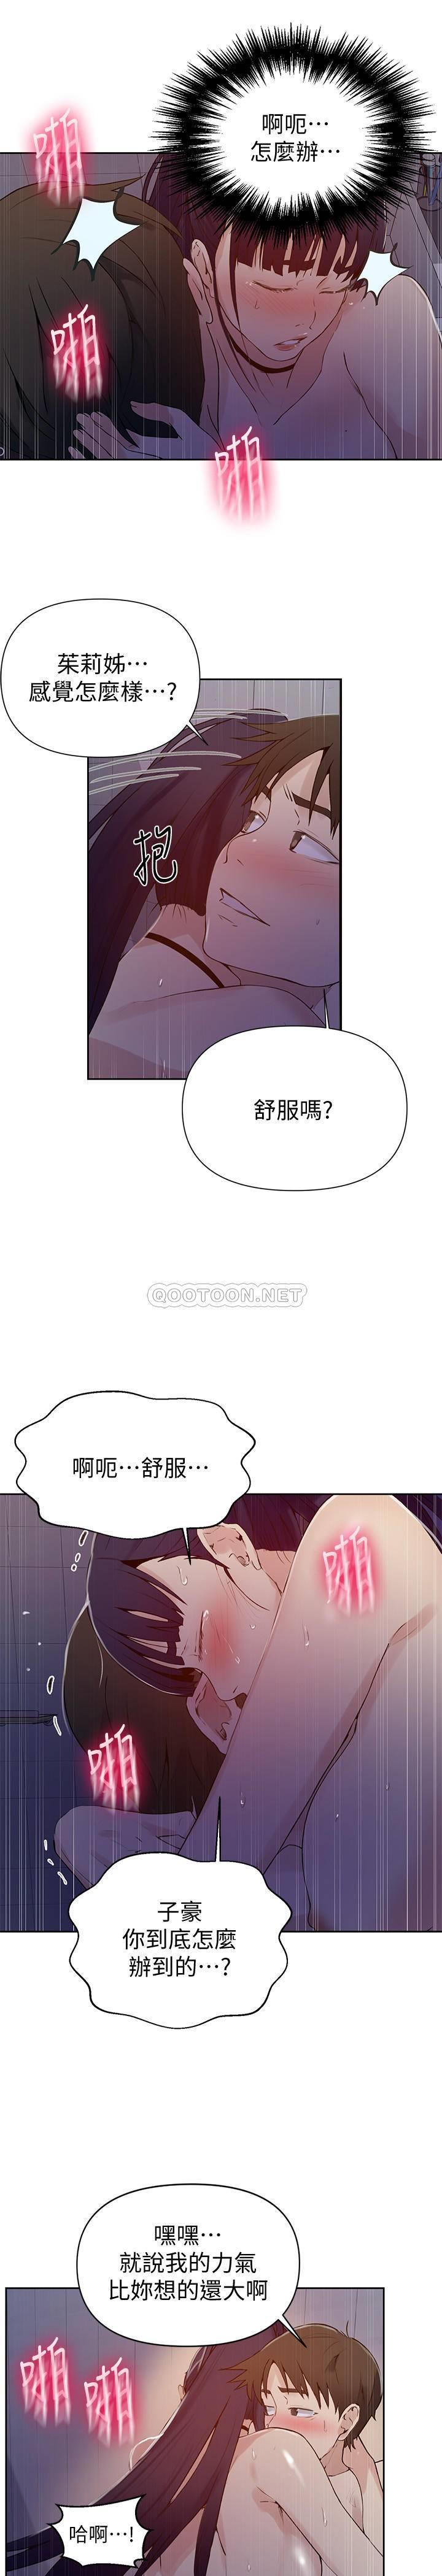 啊呃…
怎麼辦…
啪
啪
啪
茱莉姊…
感覺怎麼樣…?
抱
舒服嗎?
QOOTOON.NET
啊呃…舒服…
啪
啪
子豪
你到底怎麼
辦到的…?
嘿嘿…
就說我的力氣
比妳想的還大啊
啪
啪
哈啊…!